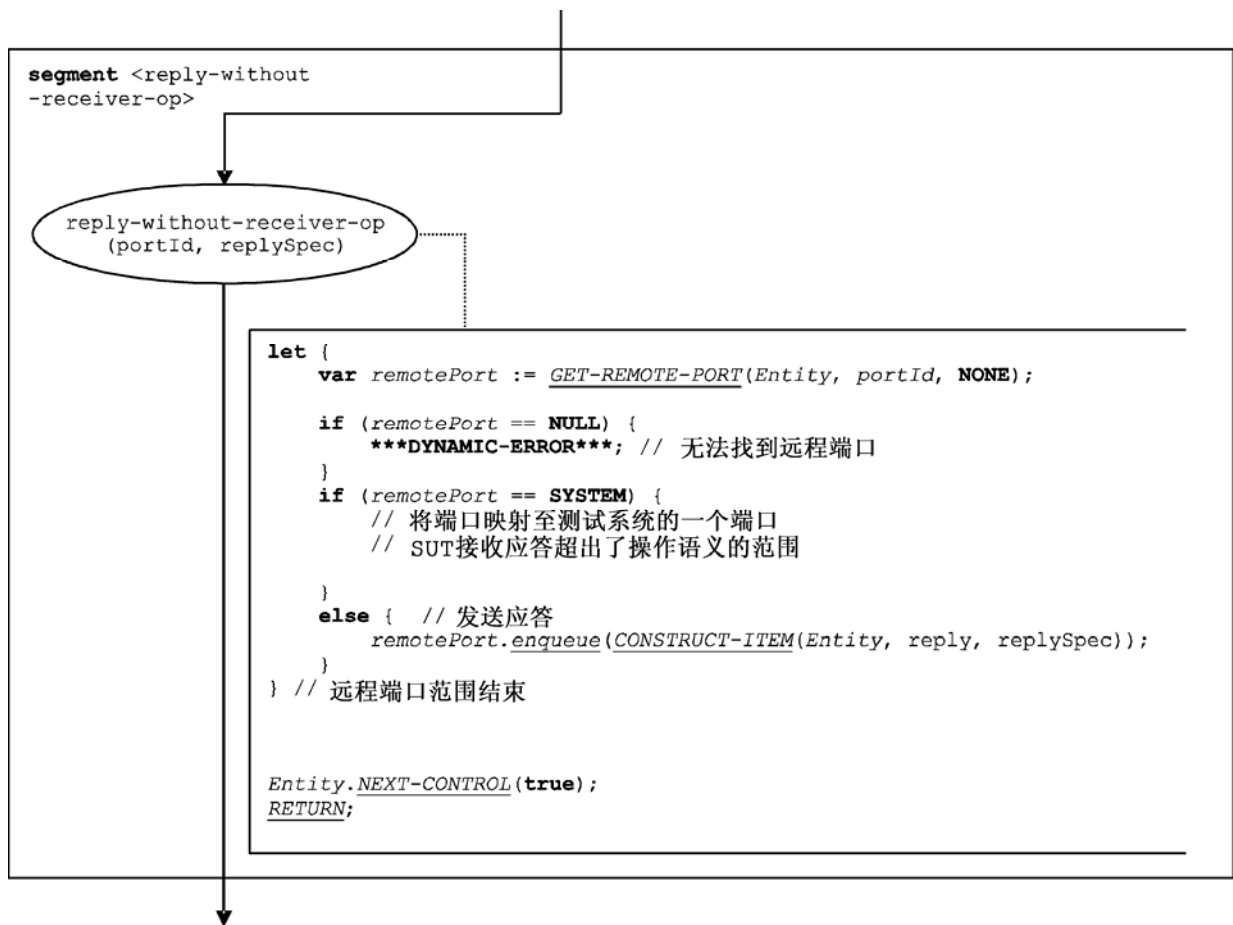 segment <reply-without
-receiver-op>
reply-without-receiver-op
(portId, replySpec)
let {
var remotePort := GET-REMOTE-PORT(Entity, portId, NONE);
if (remotePort == NULL) {
***DYNAMIC-ERROR***; // 无法找到远程端口
}
if (remotePort == SYSTEM) {
// 将端口映射至测试系统的一个端口
// SUT接收应答超出了操作语义的范围
}
else { // 发送应答
remotePort.enqueue(CONSTRUCT-ITEM(Entity, reply, replySpec));
}
} // 远程端口范围结束
Entity.NEXT-CONTROL(true);
RETURN;